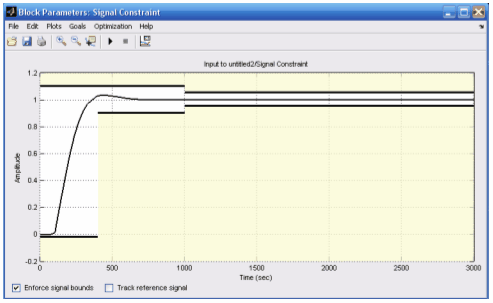 Block Parameters: Signal Constraint
File Edit Plots Goals Optimization Help
Input to untitled2/Signal Constraint
1.2
1
0.8
0.6
0.4
0.2
0
-0.2
Amplitude
0 500 1000 1500 2000 2500 3000
Time (sec)
Enforce signal bounds Track reference signal